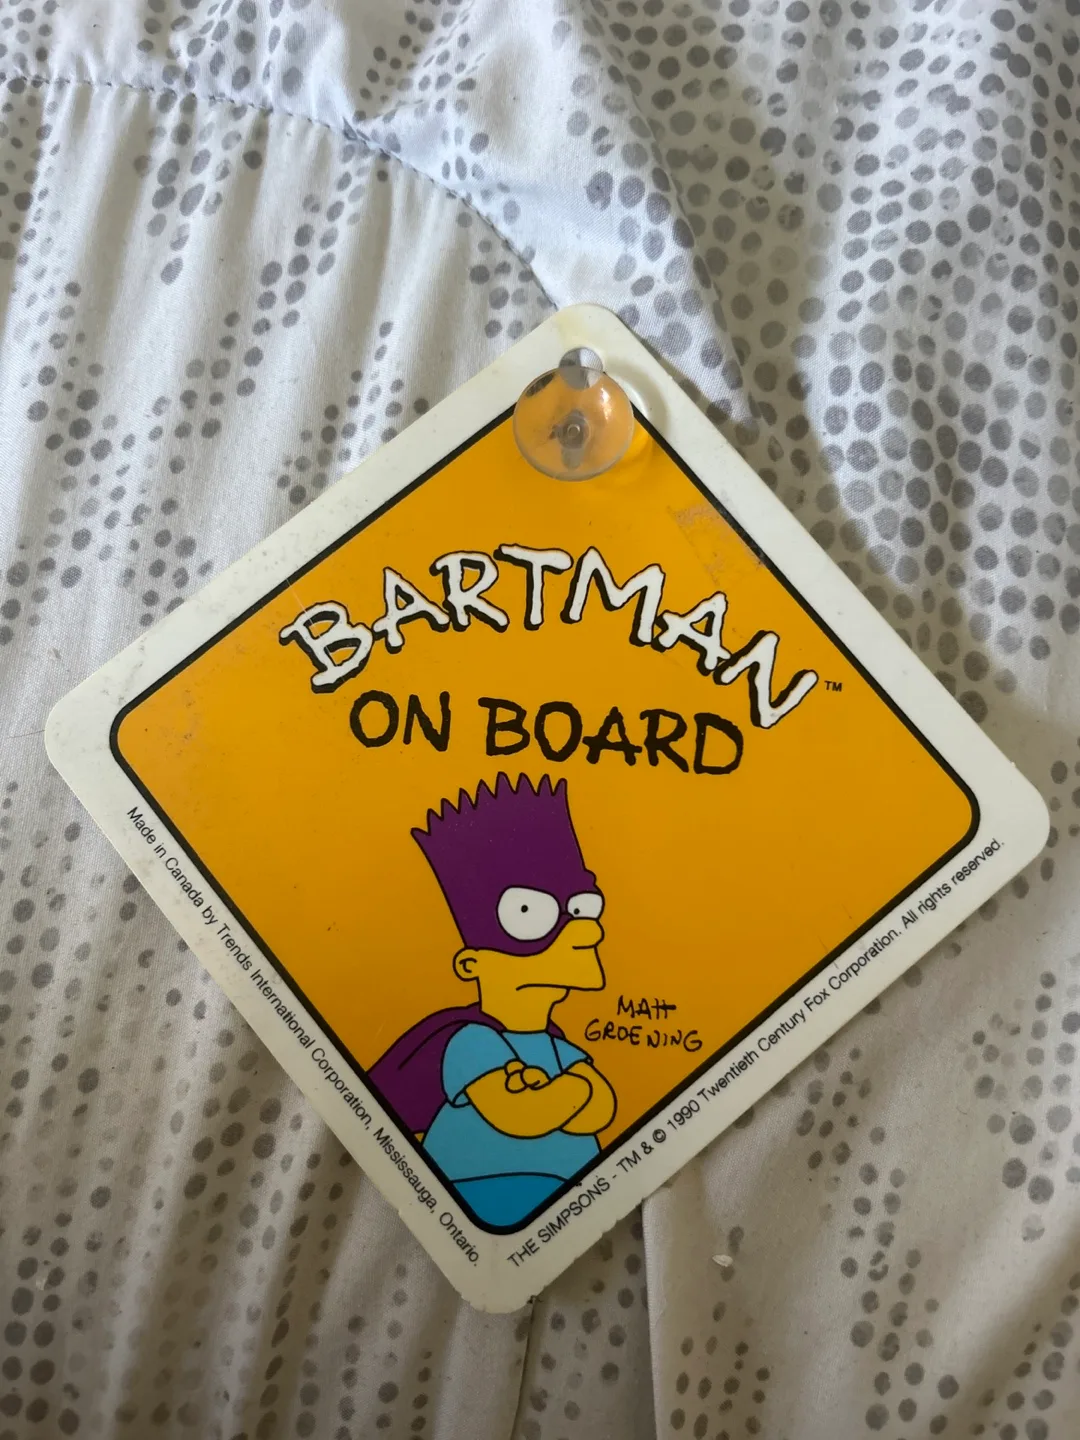 BARTMAN™
ON BOARD
MATT
GROENING
Made in Canada by Trends International Corporation, Mississauga, Ontario.
THE SIMPSONS - TM & © 1990 Twentieth Century Fox Corporation. All rights reserved.